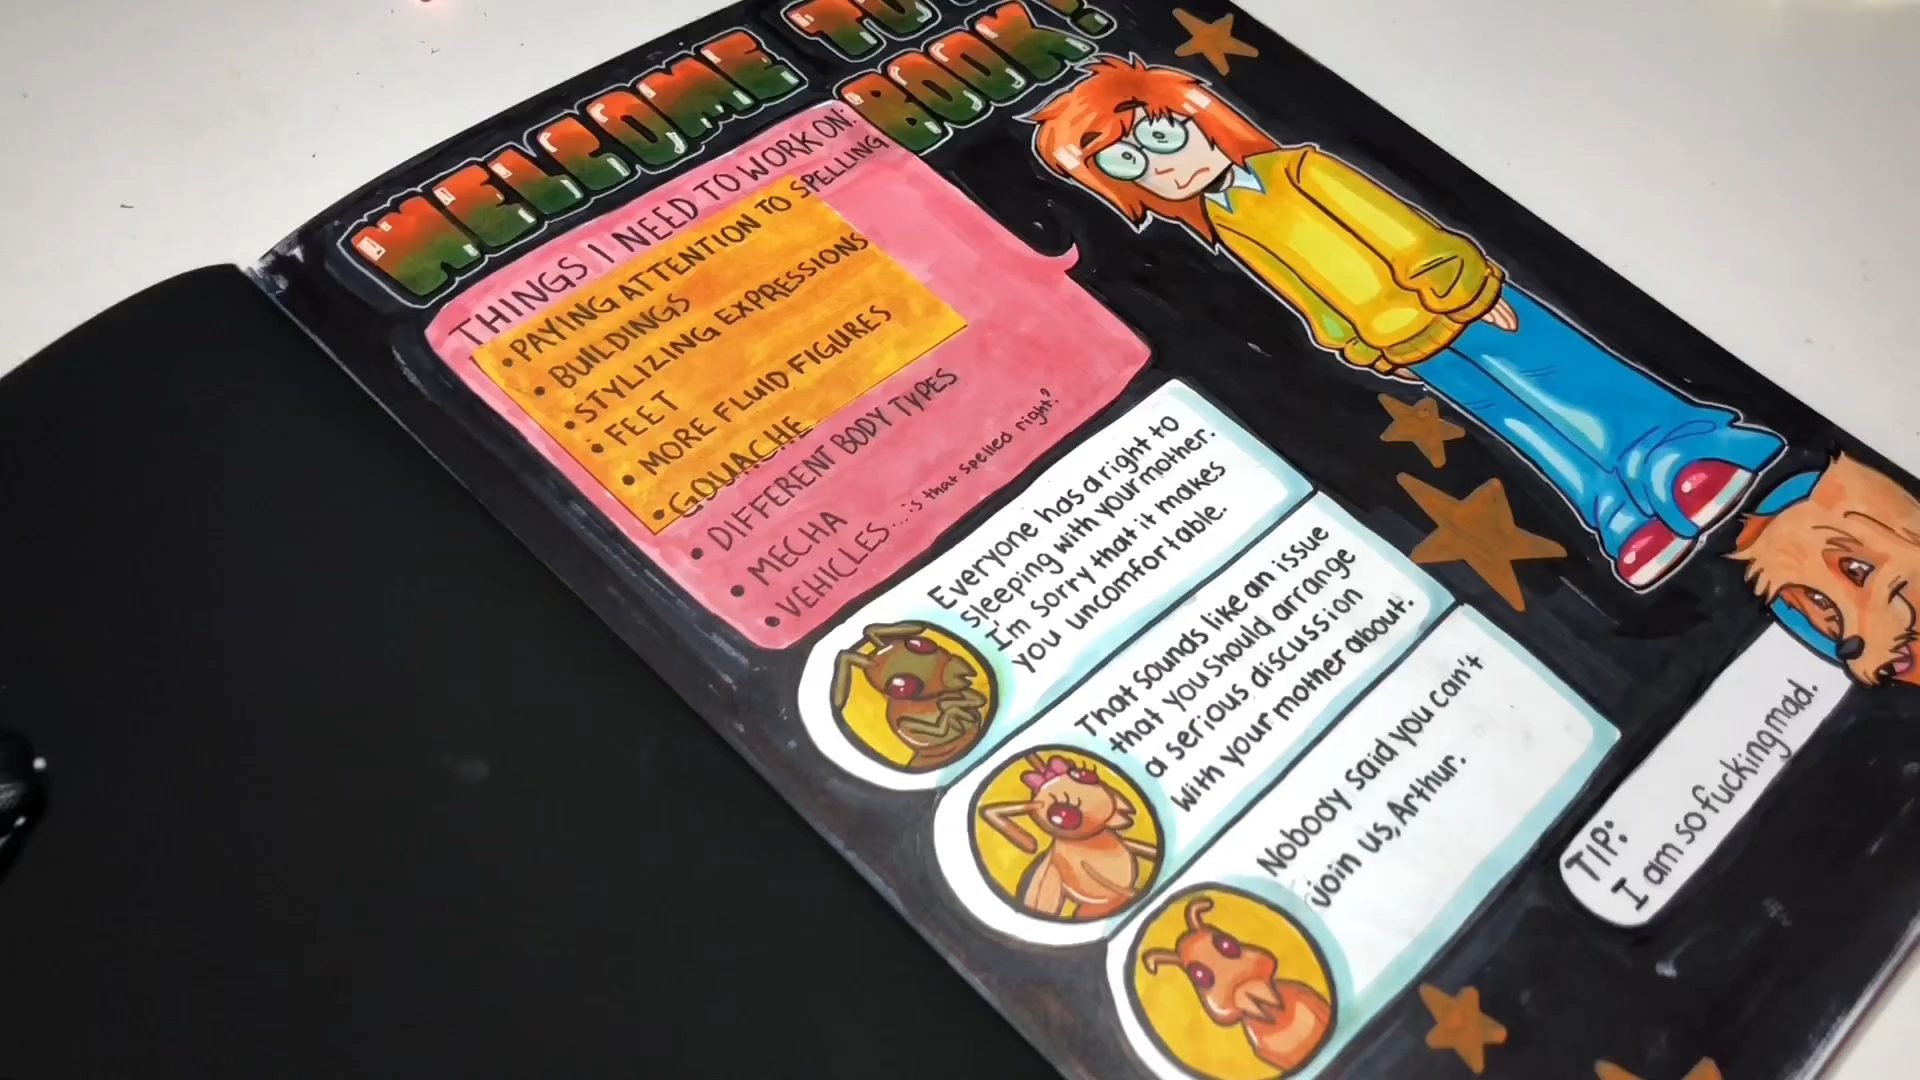 WELCOME TO
BOOK!
THINGS I NEED TO WORK ON:
• PAYING ATTENTION TO SPELLING
• BUILDINGS
• STYLIZING EXPRESSIONS
• FEET
• MORE FLUID FIGURES
• GOUACHE
• DIFFERENT BODY TYPES
• MECHA
• VEHICLES ...is that spelled right?
Everyone has a right to
sleeping with your mother.
I'm sorry that it makes
you uncomfortable.
That sounds like an issue
that you should arrange
a serious discussion
with your mother about.
Nobody said you can't
join us, Arthur.
TIP:
I am so fucking mad.